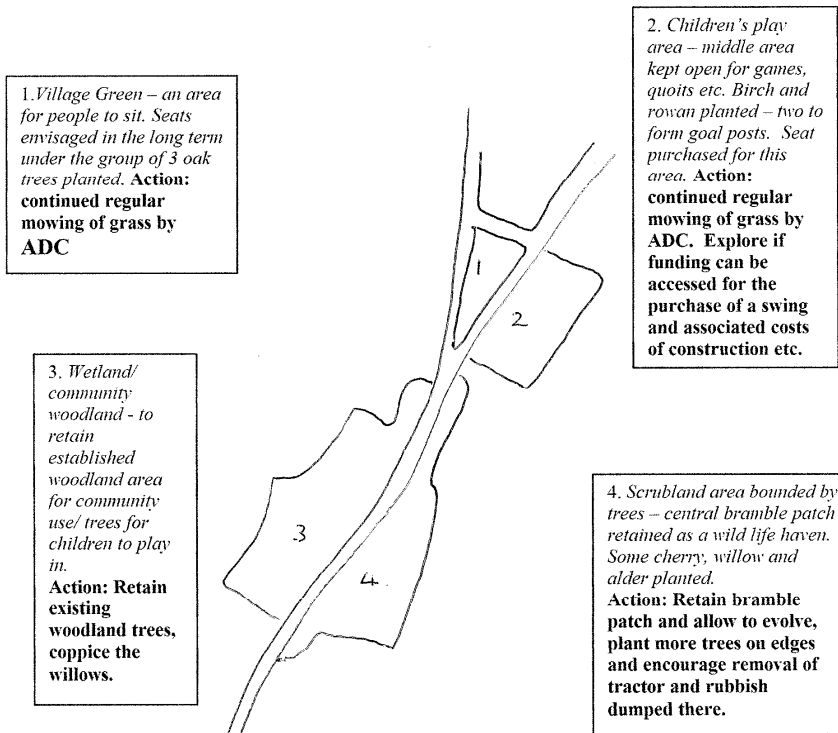 1.Village Green – an area
for people to sit. Seats
envisaged in the long term
under the group of 3 oak
trees planted. Action:
continued regular
mowing of grass by
ADC
2. Children's play
area – middle area
kept open for games,
quoits etc. Birch and
rowan planted – two to
form goal posts. Seat
purchased for this
area. Action:
continued regular
mowing of grass by
ADC. Explore if
funding can be
accessed for the
purchase of a swing
and associated costs
of construction etc.
1
2
3. Wetland/
community
woodland - to
retain
established
woodland area
for community
use/ trees for
children to play
in.
Action: Retain
existing
woodland trees,
coppice the
willows.
3
4
4. Scrubland area bounded by
trees – central bramble patch
retained as a wild life haven.
Some cherry, willow and
alder planted.
Action: Retain bramble
patch and allow to evolve,
plant more trees on edges
and encourage removal of
tractor and rubbish
dumped there.